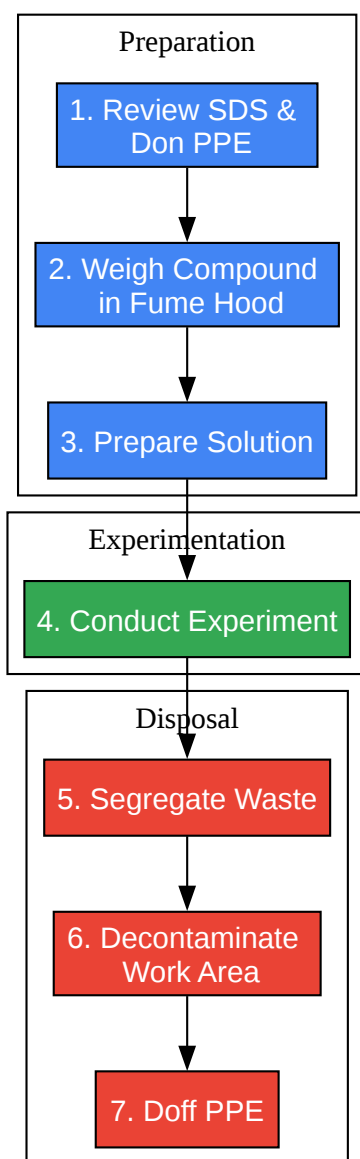 Preparation
1. Review SDS &
Don PPE
2. Weigh Compound
in Fume Hood
3. Prepare Solution
Experimentation
4. Conduct Experiment
Disposal
5. Segregate Waste
6. Decontaminate
Work Area
7. Doff PPE